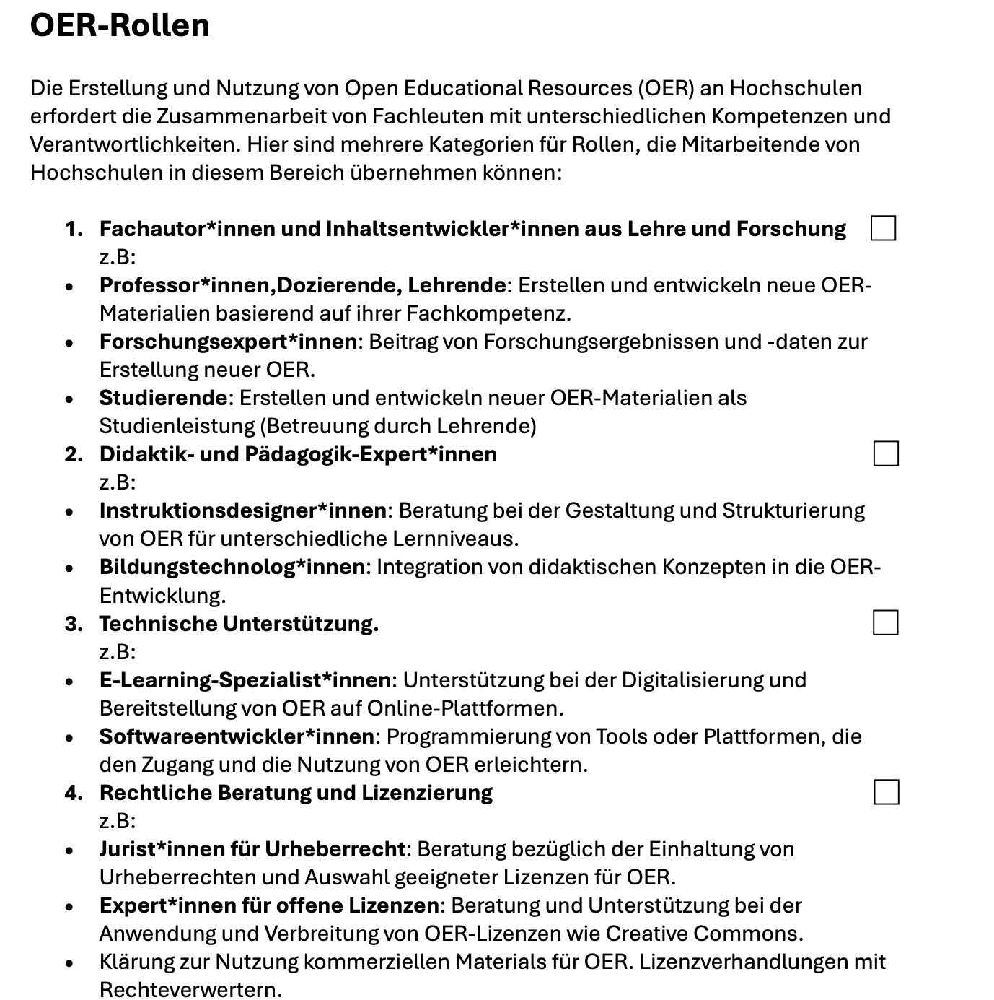 OER-Rollen
Die Erstellung und Nutzung von Open Educational Resources (OER) an Hochschulen
erfordert die Zusammenarbeit von Fachleuten mit unterschiedlichen Kompetenzen und
Verantwortlichkeiten. Hier sind mehrere Kategorien für Rollen, die Mitarbeitende von
Hochschulen in diesem Bereich übernehmen können:
1. Fachautor*innen und Inhaltsentwickler*innen aus Lehre und Forschung
z.B:
• Professor*innen,Dozierende, Lehrende: Erstellen und entwickeln neue OER-
Materialien basierend auf ihrer Fachkompetenz.
• Forschungsexpert*innen: Beitrag von Forschungsergebnissen und -daten zur
Erstellung neuer OER.
• Studierende: Erstellen und entwickeln neuer OER-Materialien als
Studienleistung (Betreuung durch Lehrende)
2. Didaktik- und Pädagogik-Expert*innen
z.B:
• Instruktionsdesigner*innen: Beratung bei der Gestaltung und Strukturierung
von OER für unterschiedliche Lernniveaus.
• Bildungstechnolog*innen: Integration von didaktischen Konzepten in die OER-
Entwicklung.
3. Technische Unterstützung.
z.B:
• E-Learning-Spezialist*innen: Unterstützung bei der Digitalisierung und
Bereitstellung von OER auf Online-Plattformen.
• Softwareentwickler*innen: Programmierung von Tools oder Plattformen, die
den Zugang und die Nutzung von OER erleichtern.
4. Rechtliche Beratung und Lizenzierung
z.B:
• Jurist*innen für Urheberrecht: Beratung bezüglich der Einhaltung von
Urheberrechten und Auswahl geeigneter Lizenzen für OER.
• Expert*innen für offene Lizenzen: Beratung und Unterstützung bei der
Anwendung und Verbreitung von OER-Lizenzen wie Creative Commons.
• Klärung zur Nutzung kommerziellen Materials für OER. Lizenzverhandlungen mit
Rechteverwertern.